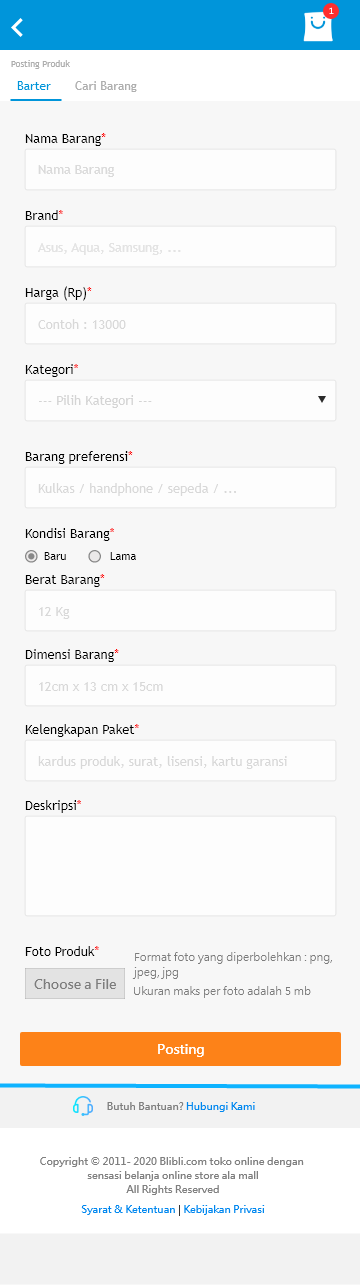 1
Posting Produk
Barter
Cari Barang
Nama Barang*
Nama Barang
Brand*
Asus, Aqua, Samsung, ...
Harga (Rp)*
Contoh : 13000
Kategori*
--- Pilih Kategori ---
Barang preferensi*
Kulkas / handphone / sepeda / ...
Kondisi Barang*
Baru
Lama
Berat Barang*
12 Kg
Dimensi Barang*
12cm x 13 cm x 15cm
Kelengkapan Paket*
kardus produk, surat, lisensi, kartu garansi
Deskripsi*
Foto Produk*
Choose a File
Format foto yang diperbolehkan : png,
jpeg, jpg
Ukuran maks per foto adalah 5 mb
Posting
Butuh Bantuan? Hubungi Kami
Copyright © 2011- 2020 Blibli.com toko online dengan
sensasi belanja online store ala mall
All Rights Reserved
Syarat & Ketentuan | Kebijakan Privasi